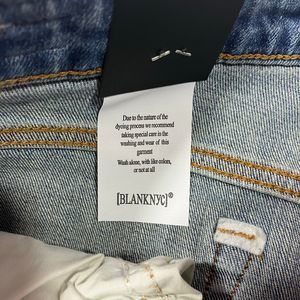 Due to the nature of the
dyeing process we recommend
taking special care in the
washing and wear of this
garment
Wash alone, with like colors,
or not at all
[BLANKNYC]®